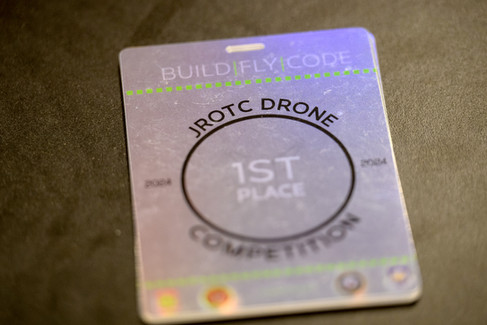 BUILD|FLY|CODE
JROTC DRONE
1ST
PLACE
2024
2024
COMPETITION